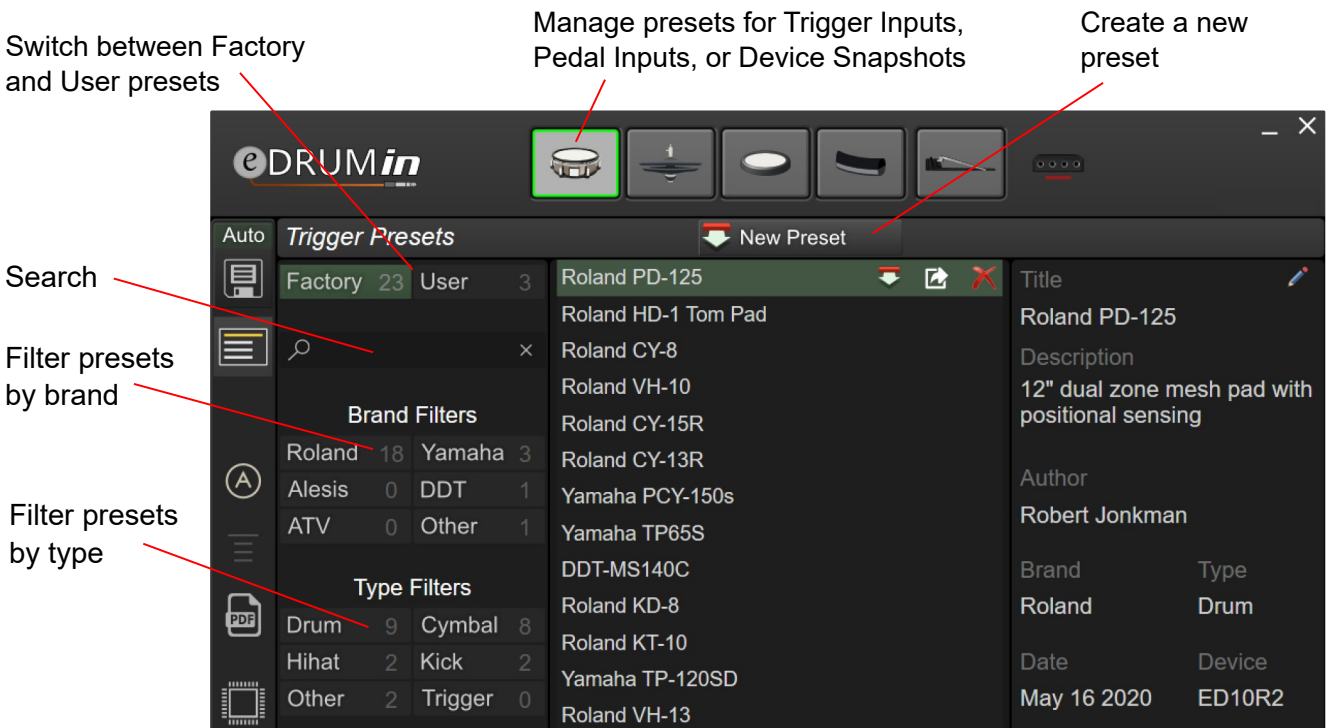 Switch between Factory
and User presets
Manage presets for Trigger Inputs,
Pedal Inputs, or Device Snapshots
Create a new
preset
Search
Filter presets
by brand
Filter presets
by type
eDRUMin
Auto
Trigger Presets
New Preset
Factory 23 User 3
Brand Filters
Roland 18 Yamaha 3
Alesis 0 DDT 1
ATV 0 Other 1
Type Filters
Drum 9 Cymbal 8
Hihat 2 Kick 2
Other 2 Trigger 0
A
PDF
Roland PD-125
Roland HD-1 Tom Pad
Roland CY-8
Roland VH-10
Roland CY-15R
Roland CY-13R
Yamaha PCY-150s
Yamaha TP65S
DDT-MS140C
Roland KD-8
Roland KT-10
Yamaha TP-120SD
Roland VH-13
Title
Roland PD-125
Description
12" dual zone mesh pad with
positional sensing
Author
Robert Jonkman
Brand Type
Roland Drum
Date Device
May 16 2020 ED10R2